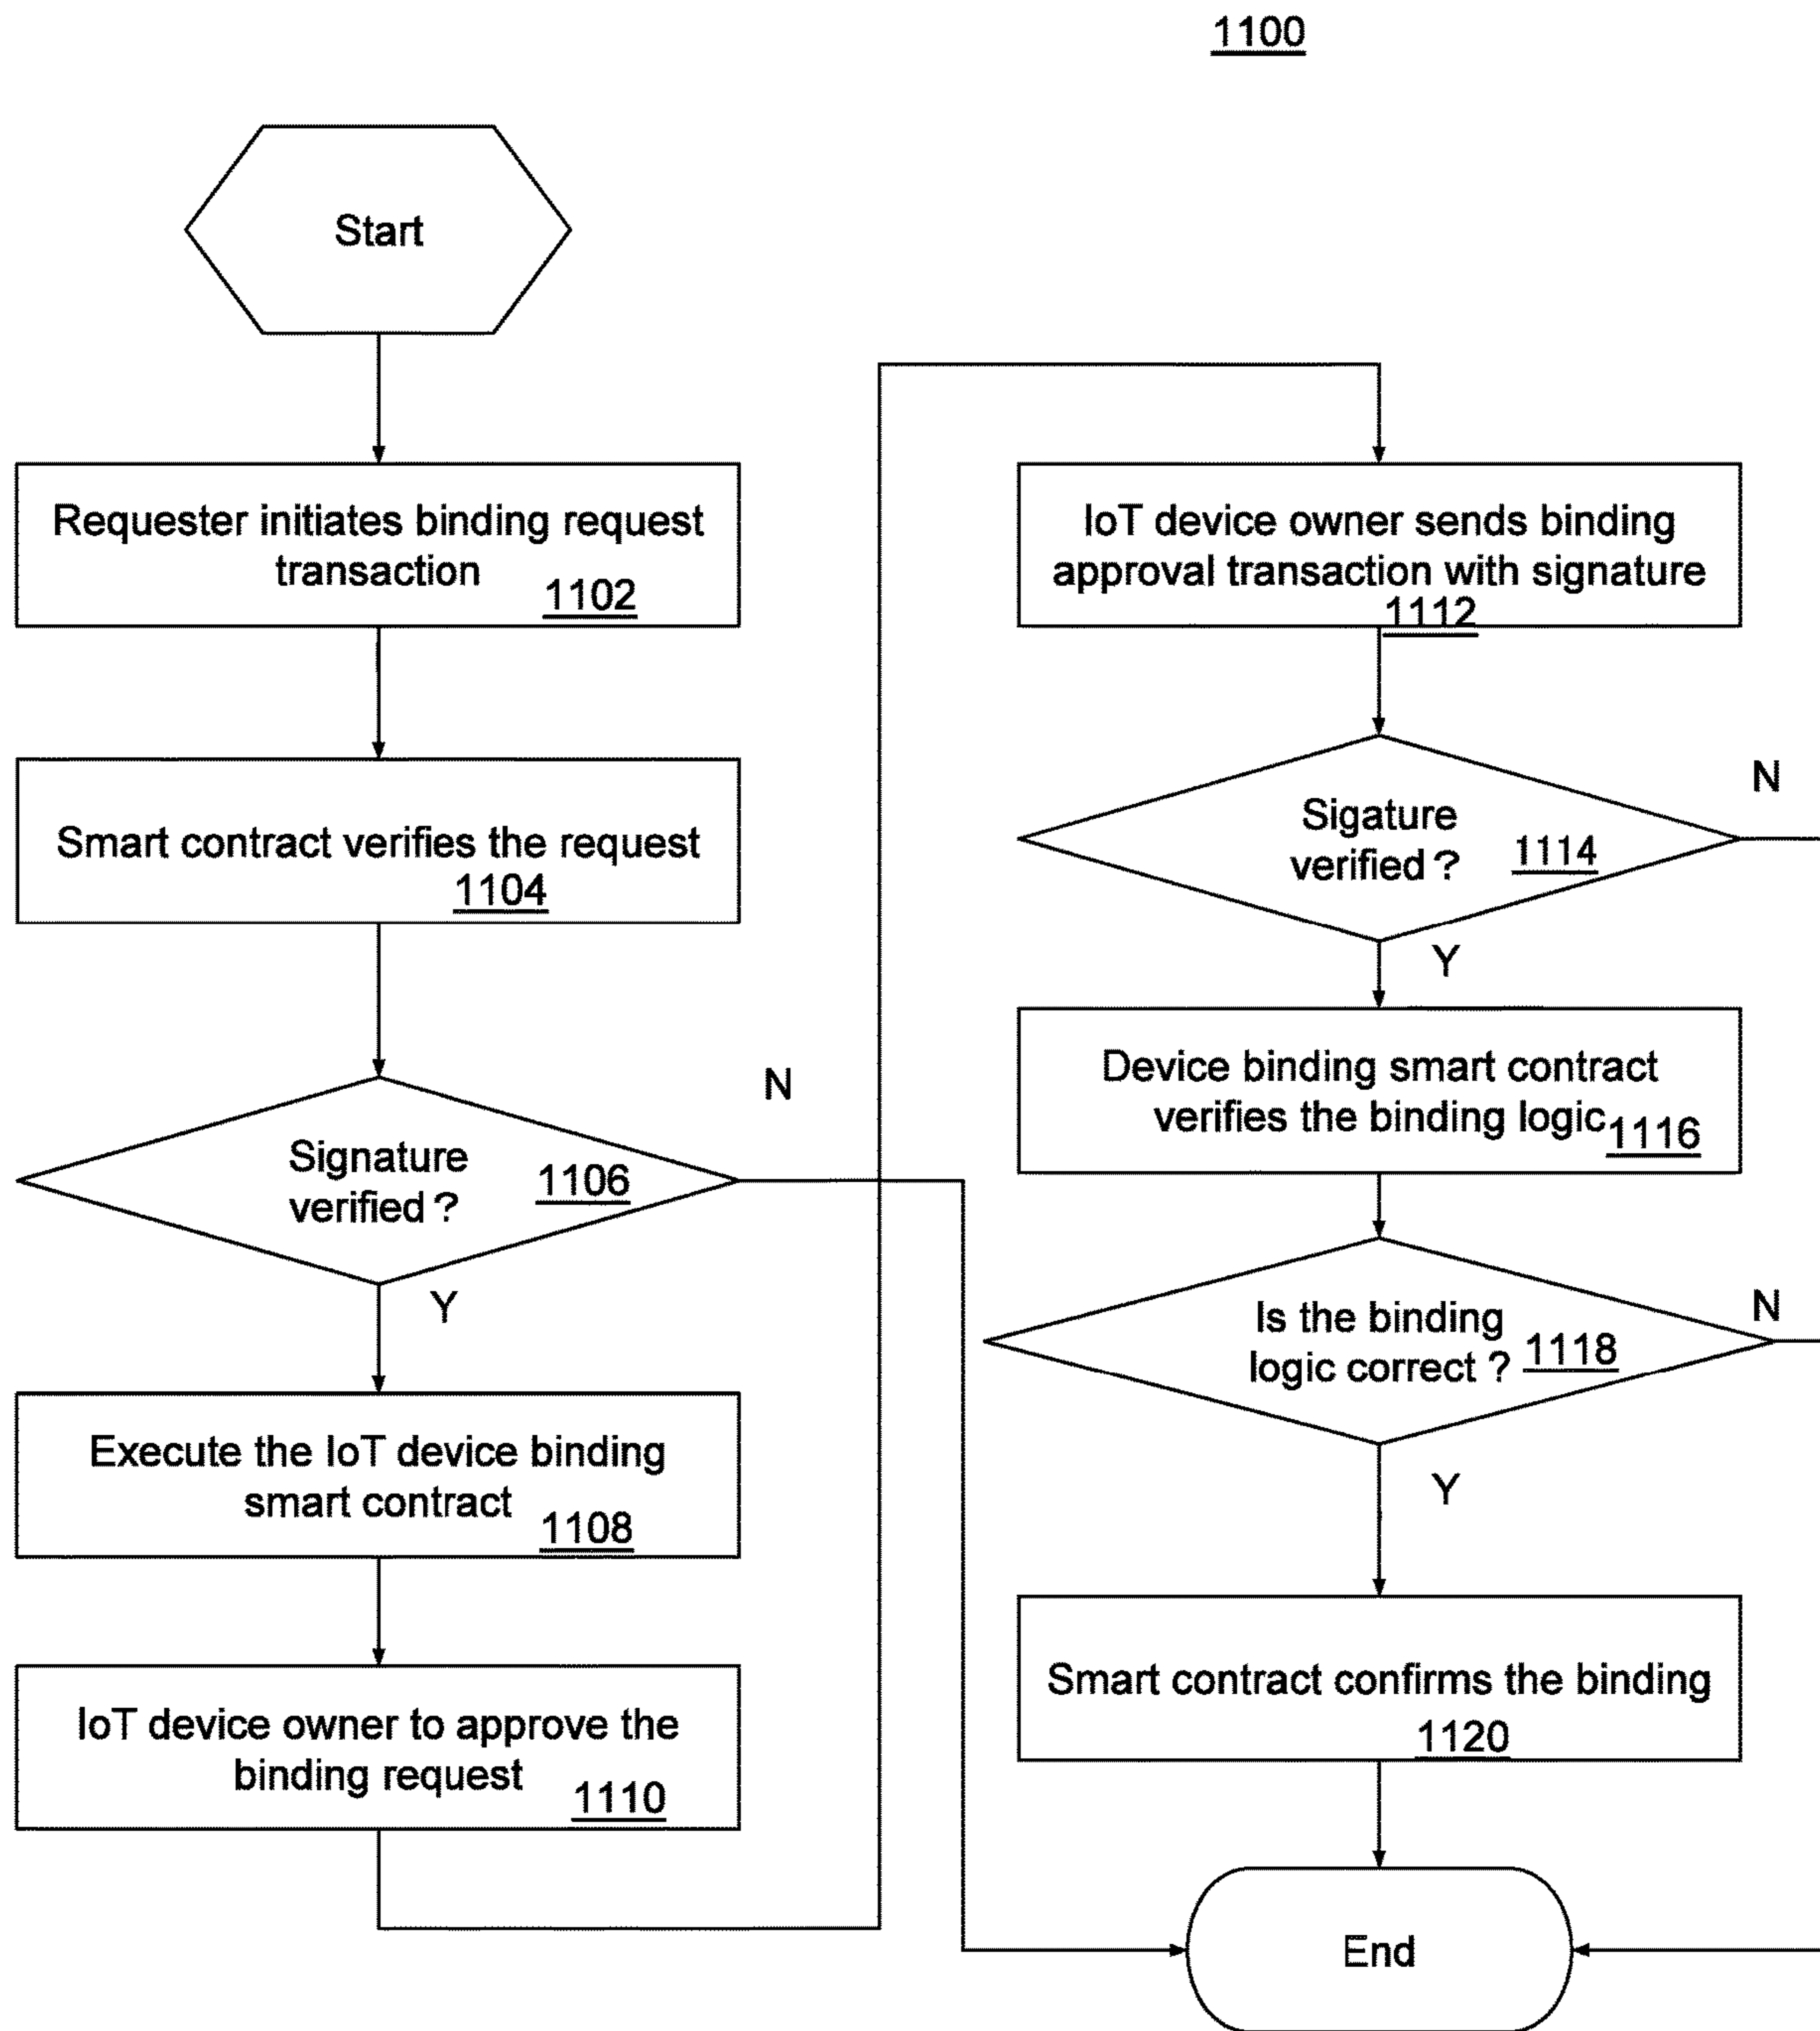 1100
Start
Requester initiates binding request
transaction
1102
Smart contract verifies the request
1104
Signature
verified ?
1106
N
Y
Execute the IoT device binding
smart contract
1108
IoT device owner to approve the
binding request
1110
IoT device owner sends binding
approval transaction with signature
1112
Sigature
verified ?
1114
N
Y
Device binding smart contract
verifies the binding logic
1116
Is the binding
logic correct ?
1118
N
Y
Smart contract confirms the binding
1120
End